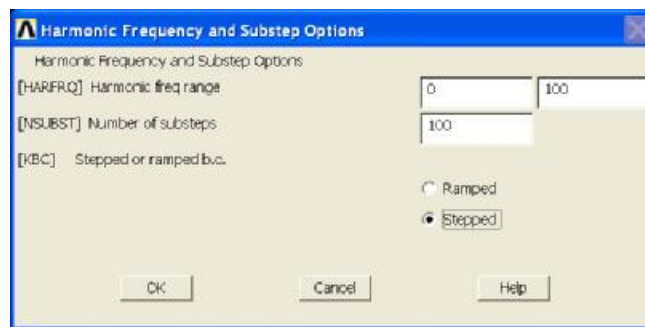 Harmonic Frequency and Substep Options
Harmonic Frequency and Substep Options
[HARFRQ] Harmonic freq range 0 100
[NSUBST] Number of substeps 100
[KBC] Stepped or ramped b.c.
Ramped
Stepped
OK Cancel Help